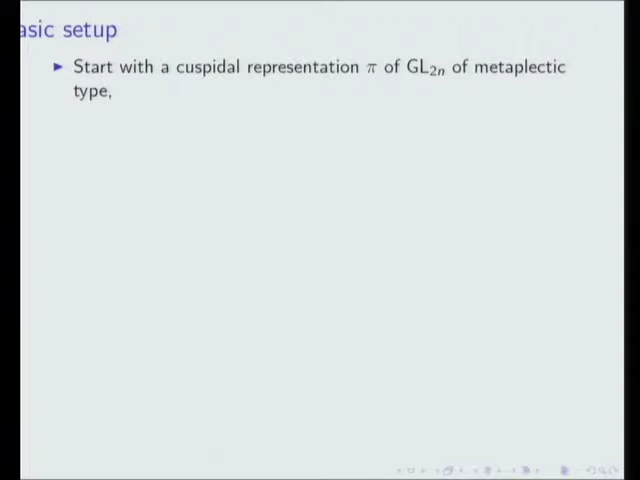 asic setup
▶ Start with a cuspidal representation π of GL₂ₙ of metaplectic
type,